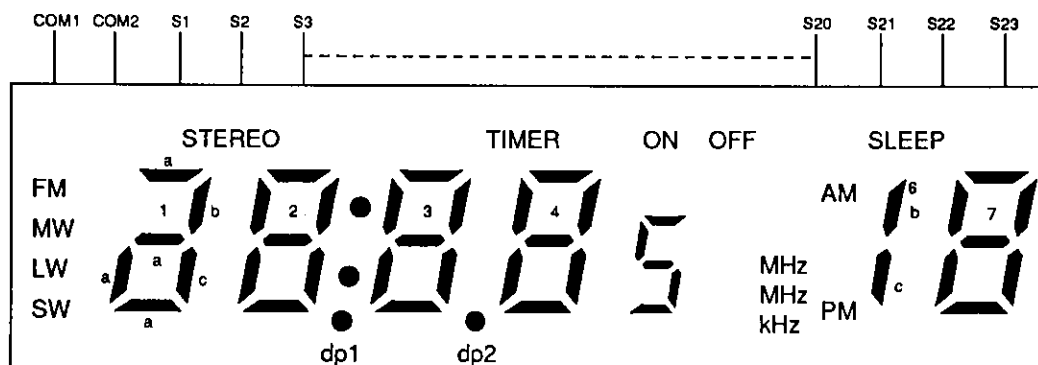 COM1 COM2 S1 S2 S3 S20 S21 S22 S23
STEREO TIMER ON OFF SLEEP
a
FM AM 6
1 b 2 3 4 b 7
MW
a
LW a c MHz c
MHz
SW a kHz PM
dp1 dp2